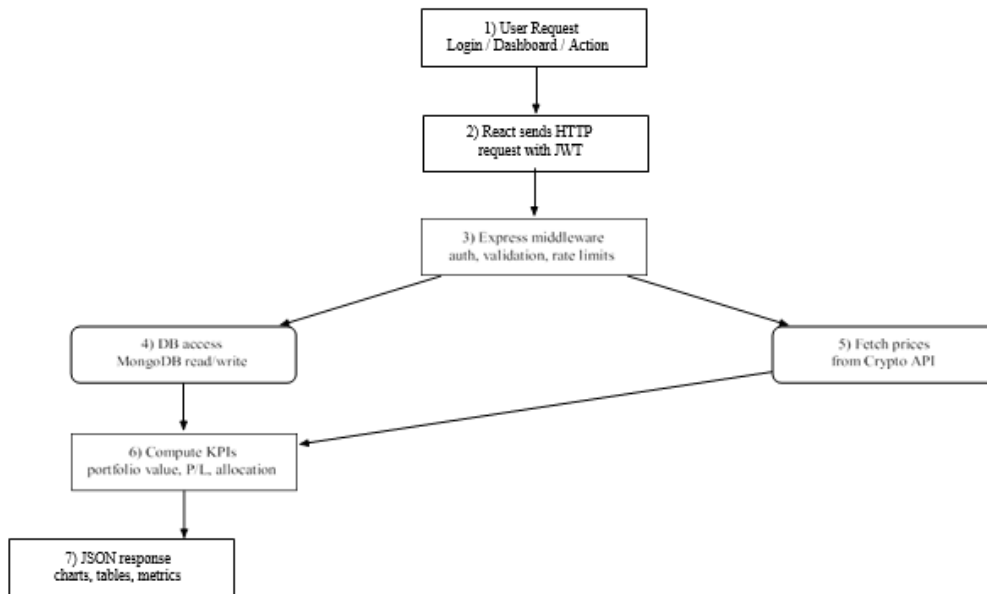 1) User Request
Login / Dashboard / Action
2) React sends HTTP
request with JWT
3) Express middleware
auth, validation, rate limits
4) DB access
MongoDB read/write
5) Fetch prices
from Crypto API
6) Compute KPIs
portfolio value, P/L, allocation
7) JSON response
charts, tables, metrics